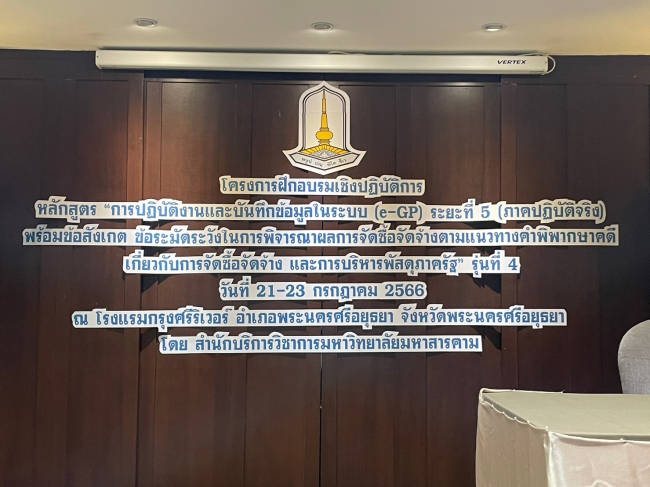 VERTEX
พหูนํ ปณฺฑิโต ชีเว
โครงการฝึกอบรมเชิงปฏิบัติการ
หลักสูตร “การปฏิบัติงานและบันทึกข้อมูลในระบบ (e-GP) ระยะที่ 5 (ภาคปฏิบัติจริง)
พร้อมข้อสังเกต ข้อระมัดระวังในการพิจารณาผลการจัดซื้อจัดจ้างตามแนวทางคำพิพากษาคดี
เกี่ยวกับการจัดซื้อจัดจ้าง และการบริหารพัสดุภาครัฐ” รุ่นที่ 4
วันที่ 21-23 กรกฎาคม 2566
ณ โรงแรมกรุงศรีริเวอร์ อำเภอพระนครศรีอยุธยา จังหวัดพระนครศรีอยุธยา
โดย สำนักบริการวิชาการมหาวิทยาลัยมหาสารคาม